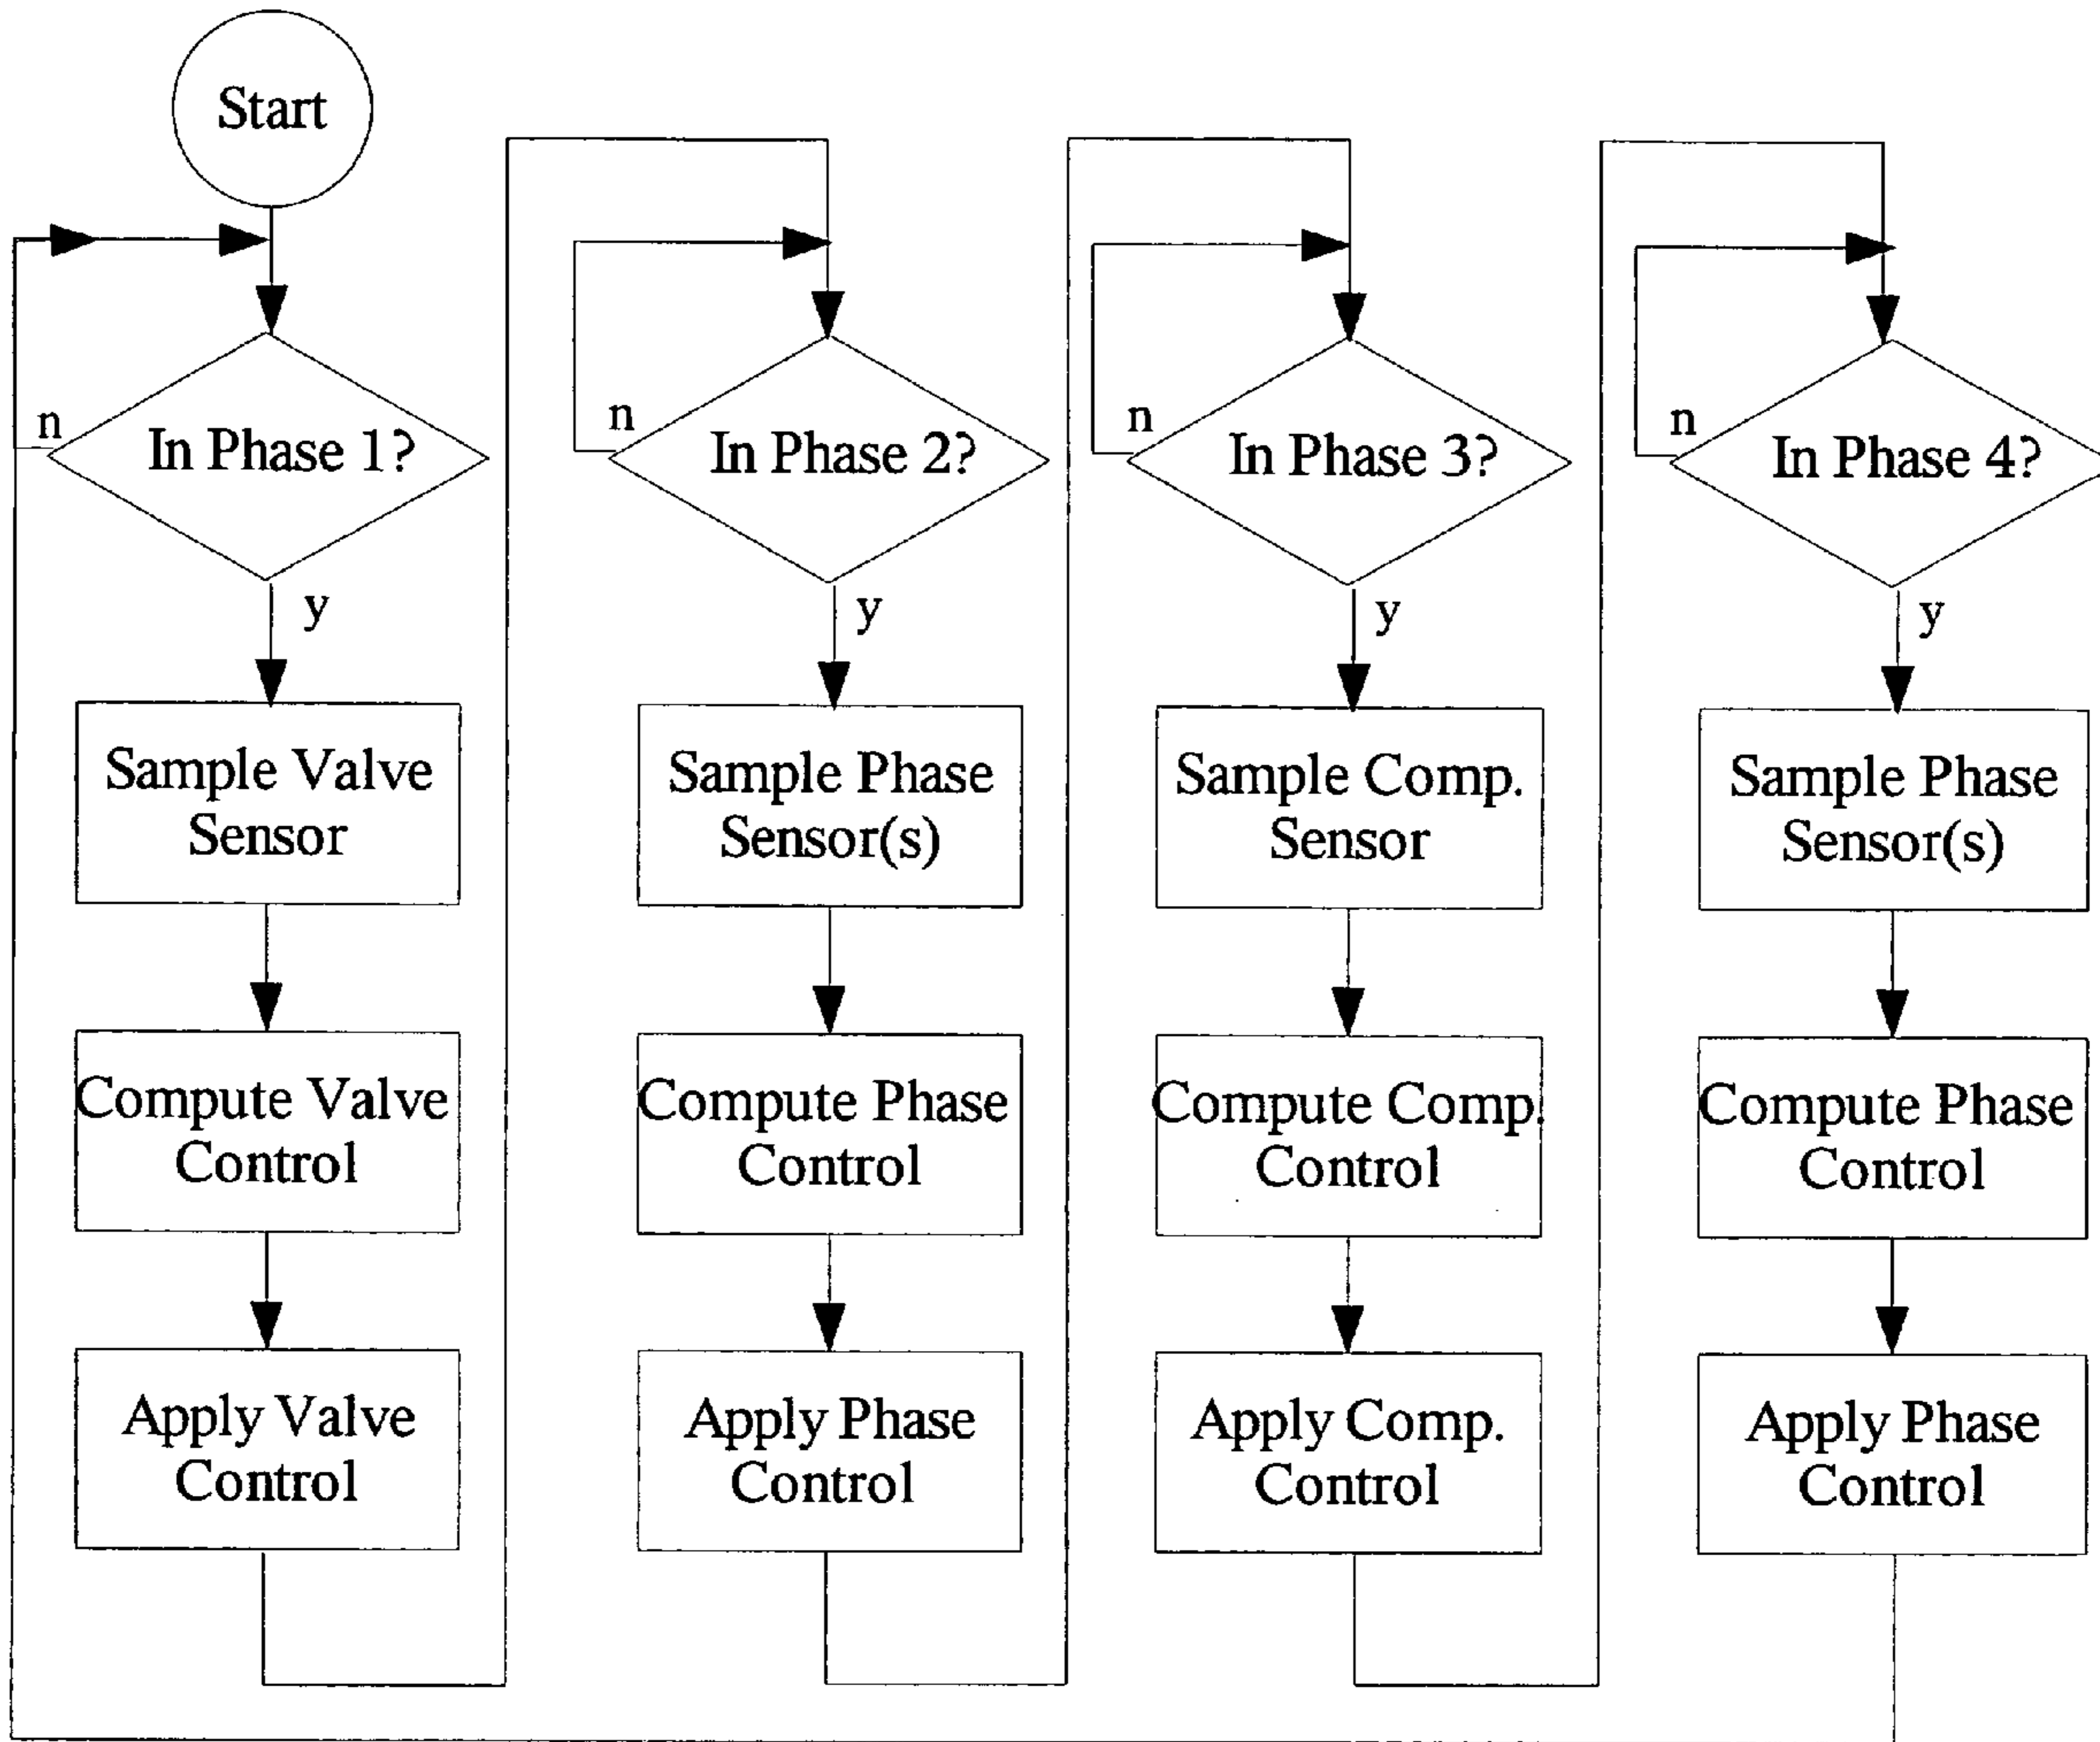 Start
n
In Phase 1?
y
Sample Valve
Sensor
Compute Valve
Control
Apply Valve
Control
n
In Phase 2?
y
Sample Phase
Sensor(s)
Compute Phase
Control
Apply Phase
Control
n
In Phase 3?
y
Sample Comp.
Sensor
Compute Comp.
Control
Apply Comp.
Control
n
In Phase 4?
y
Sample Phase
Sensor(s)
Compute Phase
Control
Apply Phase
Control